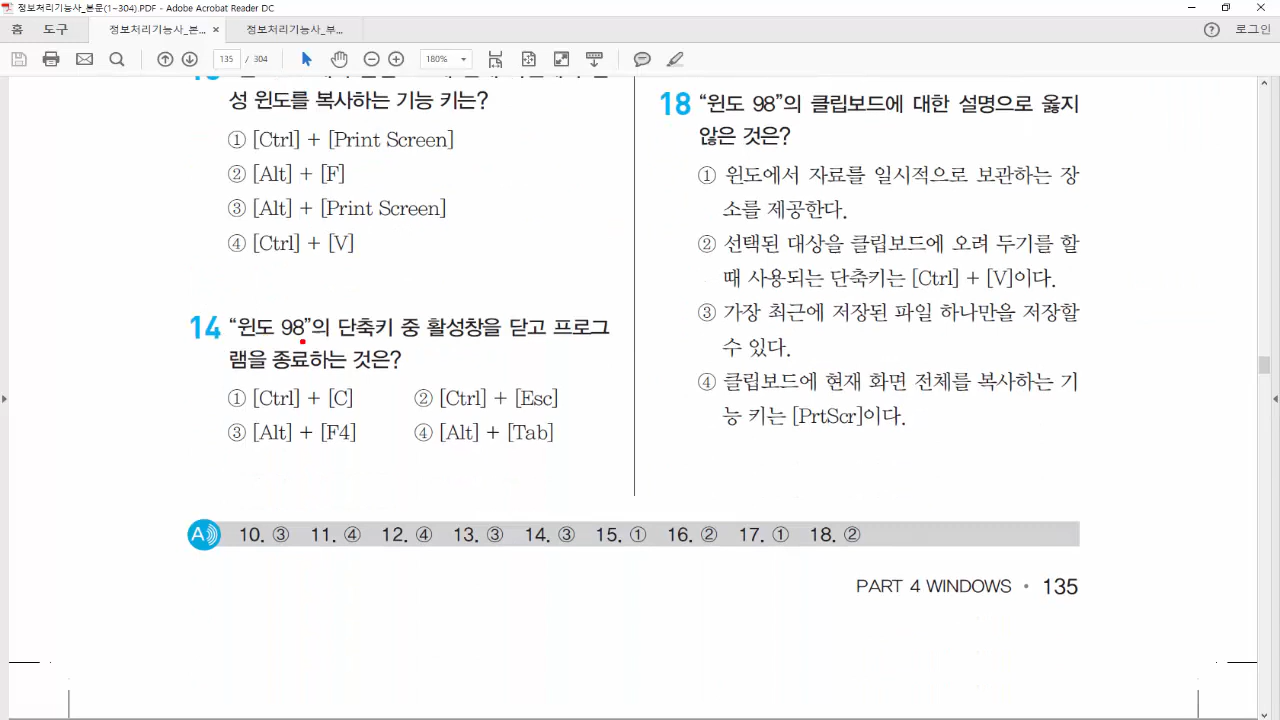 정보처리기능사_본문(1~304).PDF - Adobe Acrobat Reader DC
홈 도구 정보처리기능사_본... × 정보처리기능사_부... 로그인
135 / 304 180%
성 윈도를 복사하는 기능 키는?
① [Ctrl] + [Print Screen]
② [Alt] + [F]
③ [Alt] + [Print Screen]
④ [Ctrl] + [V]
14 “윈도 98”의 단축키 중 활성창을 닫고 프로그
램을 종료하는 것은?
① [Ctrl] + [C] ② [Ctrl] + [Esc]
③ [Alt] + [F4] ④ [Alt] + [Tab]
18 “윈도 98”의 클립보드에 대한 설명으로 옳지
않은 것은?
① 윈도에서 자료를 일시적으로 보관하는 장
소를 제공한다.
② 선택된 대상을 클립보드에 오려 두기를 할
때 사용되는 단축키는 [Ctrl] + [V]이다.
③ 가장 최근에 저장된 파일 하나만을 저장할
수 있다.
④ 클립보드에 현재 화면 전체를 복사하는 기
능 키는 [PrtScr]이다.
A 10. ③ 11. ④ 12. ④ 13. ③ 14. ③ 15. ① 16. ② 17. ① 18. ②
PART 4 WINDOWS • 135